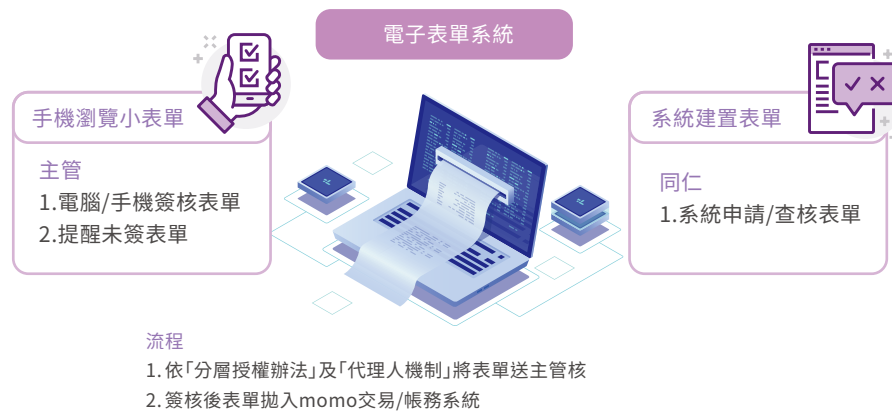 電子表單系統
手機瀏覽小表單
主管
1.電腦/手機簽核表單
2.提醒未簽表單
系統建置表單
同仁
1.系統申請/查核表單
流程
1.依「分層授權辦法」及「代理人機制」將表單送主管核
2.簽核後表單拋入momo交易/帳務系統